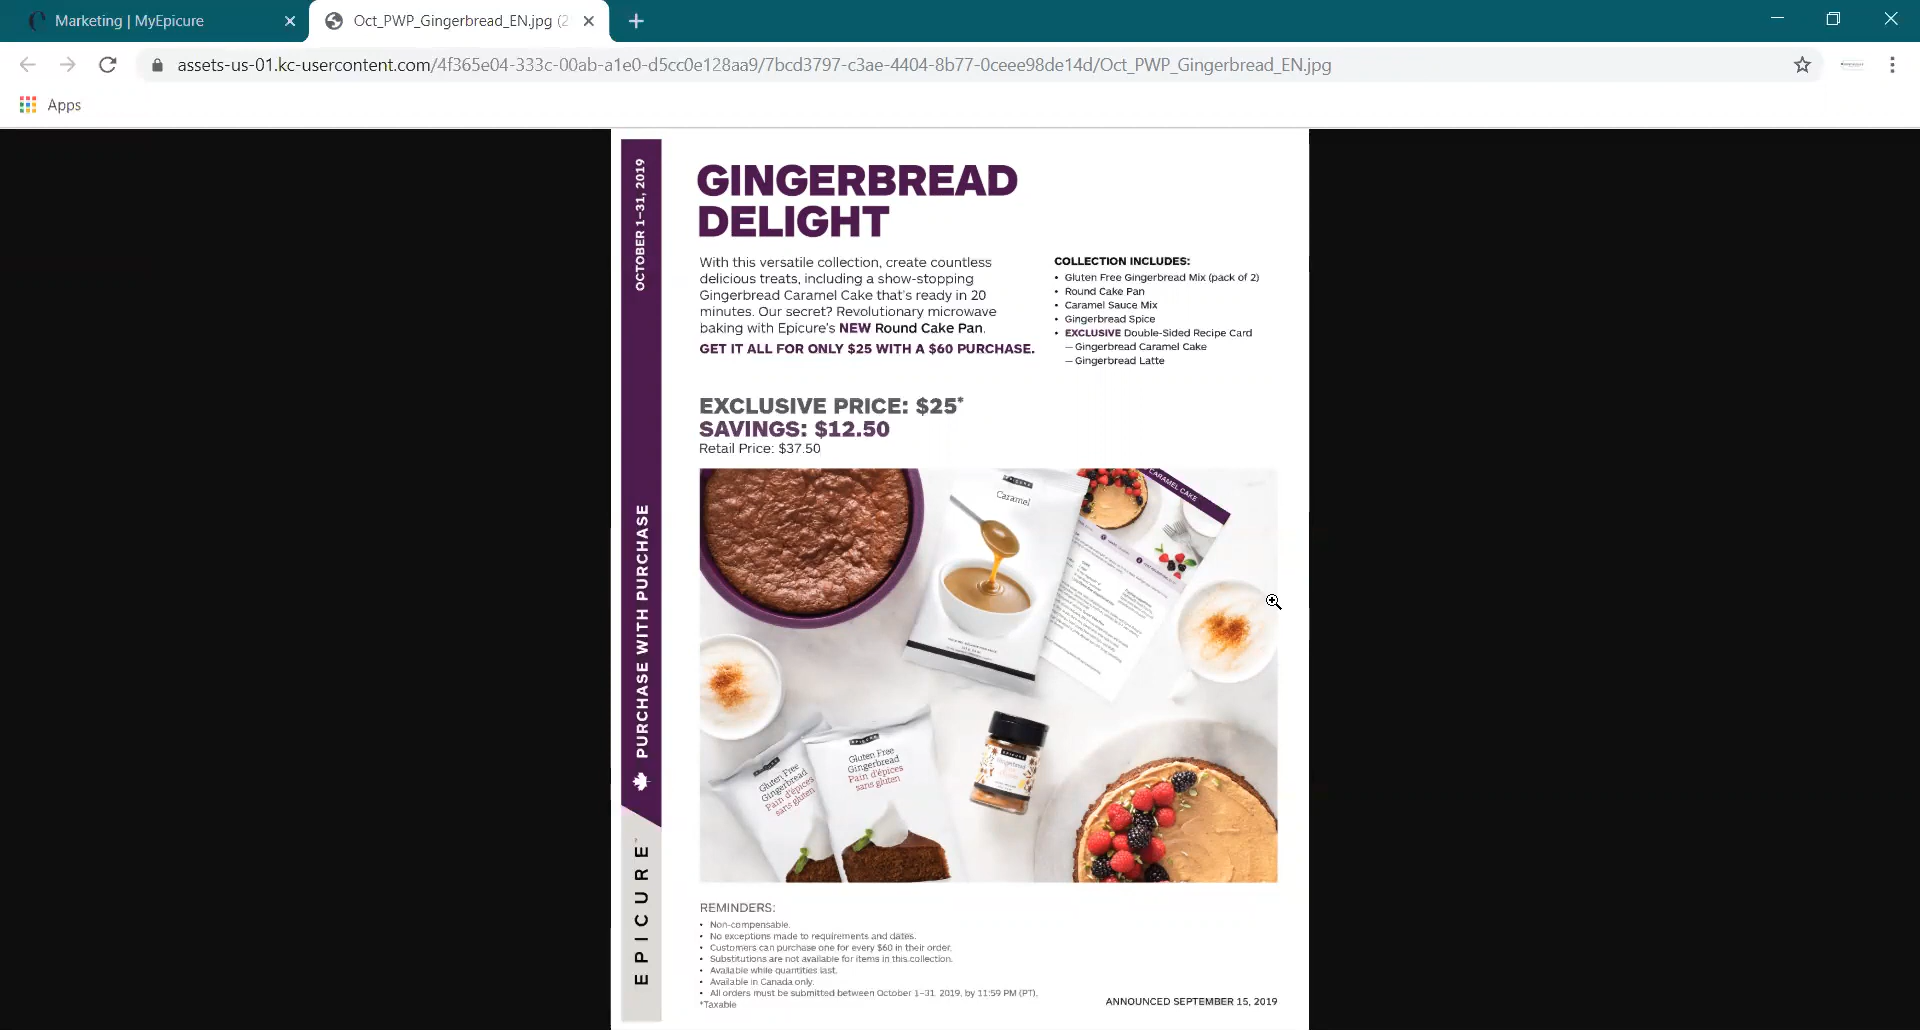 Marketing | MyEpicure
Oct_PWP_Gingerbread_EN.jpg (2
assets-us-01.kc-usercontent.com/4f365e04-333c-00ab-a1e0-d5cc0e128aa9/7bcd3797-c3ae-4404-8b77-0ceee98de14d/Oct_PWP_Gingerbread_EN.jpg
Apps
OCTOBER 1–31, 2019
PURCHASE WITH PURCHASE
EPICURE
GINGERBREAD
DELIGHT
With this versatile collection, create countless
delicious treats, including a show-stopping
Gingerbread Caramel Cake that's ready in 20
minutes. Our secret? Revolutionary microwave
baking with Epicure's NEW Round Cake Pan.
GET IT ALL FOR ONLY $25 WITH A $60 PURCHASE.
COLLECTION INCLUDES:
• Gluten Free Gingerbread Mix (pack of 2)
• Round Cake Pan
• Caramel Sauce Mix
• Gingerbread Spice
• EXCLUSIVE Double-Sided Recipe Card
— Gingerbread Caramel Cake
— Gingerbread Latte
EXCLUSIVE PRICE: $25*
SAVINGS: $12.50
Retail Price: $37.50
EPICURE
Caramel
CARAMEL CAKE
EPICURE
Gluten Free
Gingerbread
Pain d'épices
sans gluten
EPICURE
Gluten Free
Gingerbread
Pain d'épices
sans gluten
EPICURE
Gingerbread
REMINDERS:
• Non-compensable.
• No exceptions made to requirements and dates.
• Customers can purchase one for every $60 in their order.
• Substitutions are not available for items in this collection.
• Available while quantities last.
• Available in Canada only.
• All orders must be submitted between October 1–31, 2019, by 11:59 PM (PT).
*Taxable
ANNOUNCED SEPTEMBER 15, 2019